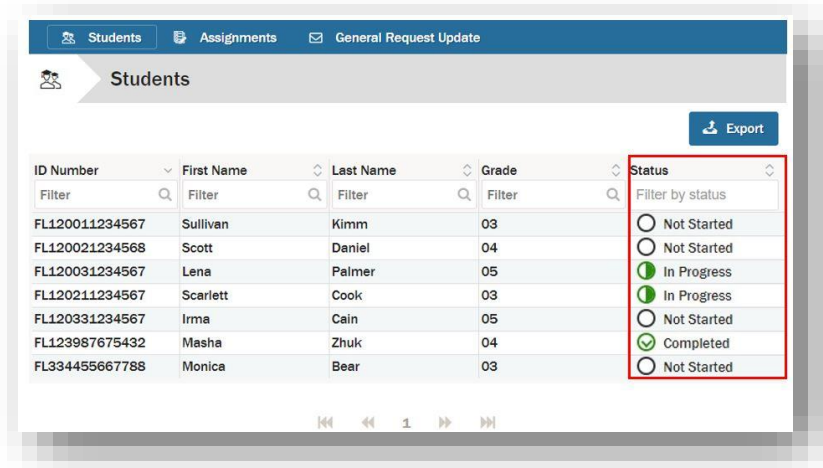 Students Assignments General Request Update
Students
Export
ID Number First Name Last Name Grade Status
Filter Filter Filter Filter Filter by status
FL120011234567 Sullivan Kimm 03 Not Started
FL120021234568 Scott Daniel 04 Not Started
FL120031234567 Lena Palmer 05 In Progress
FL120211234567 Scarlett Cook 03 In Progress
FL120331234567 Irma Cain 05 Not Started
FL123987675432 Masha Zhuk 04 Completed
FL334455667788 Monica Bear 03 Not Started
1